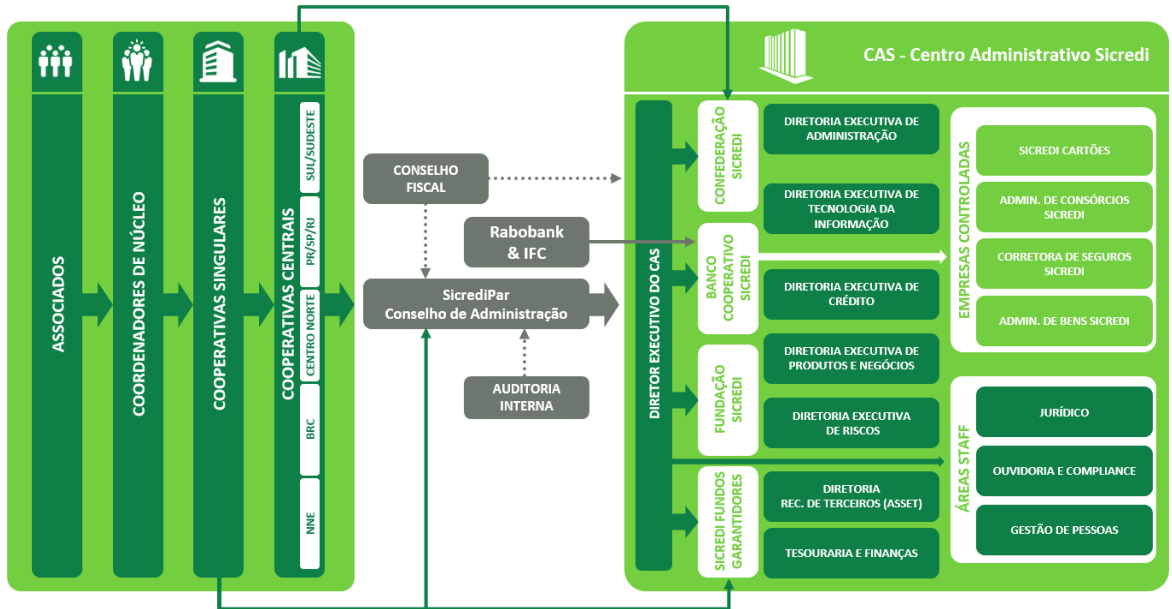 ASSOCIADOS
COORDENADORES DE NÚCLEO
COOPERATIVAS SINGULARES
COOPERATIVAS CENTRAIS
SUL/SUDESTE
PR/SP/RJ
CENTRO NORTE
BRC
NNE
CONSELHO
FISCAL
Rabobank
& IFC
SicrediPar
Conselho de Administração
AUDITORIA
INTERNA
CAS - Centro Administrativo Sicredi
DIRETOR EXECUTIVO DO CAS
CONFEDERAÇÃO
SICREDI
BANCO
COOPERATIVO
SICREDI
FUNDAÇÃO
SICREDI
SICREDI FUNDOS
GARANTIDORES
DIRETORIA EXECUTIVA DE
ADMINISTRAÇÃO
DIRETORIA EXECUTIVA DE
TECNOLOGIA DA
INFORMAÇÃO
DIRETORIA EXECUTIVA DE
CRÉDITO
DIRETORIA EXECUTIVA DE
PRODUTOS E NEGÓCIOS
DIRETORIA EXECUTIVA
DE RISCOS
DIRETORIA
REC. DE TERCEIROS (ASSET)
TESOURARIA E FINANÇAS
EMPRESAS CONTROLADAS
SICREDI CARTÕES
ADMIN. DE CONSÓRCIOS
SICREDI
CORRETORA DE SEGUROS
SICREDI
ADMIN. DE BENS SICREDI
ÁREAS STAFF
JURÍDICO
OUVIDORIA E COMPLIANCE
GESTÃO DE PESSOAS